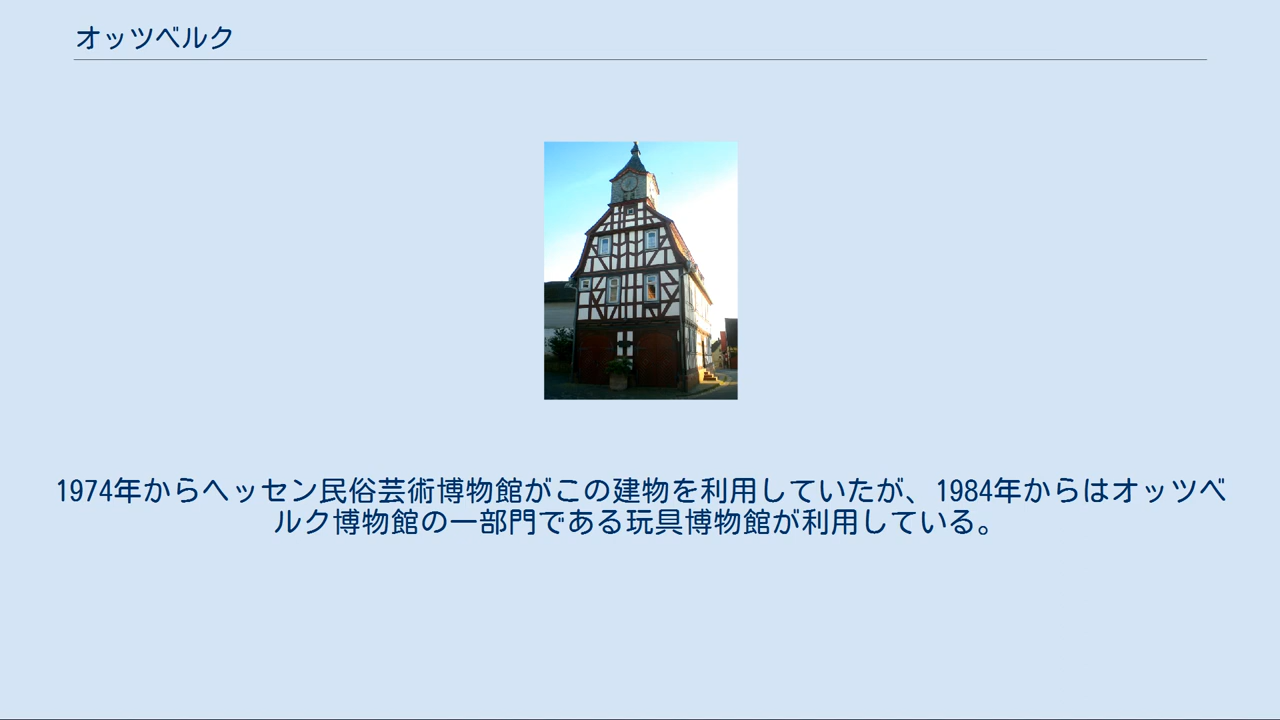 オッツベルク
1974年からヘッセン民俗芸術博物館がこの建物を利用していたが、1984年からはオッツベ
ルク博物館の一部門である玩具博物館が利用している。